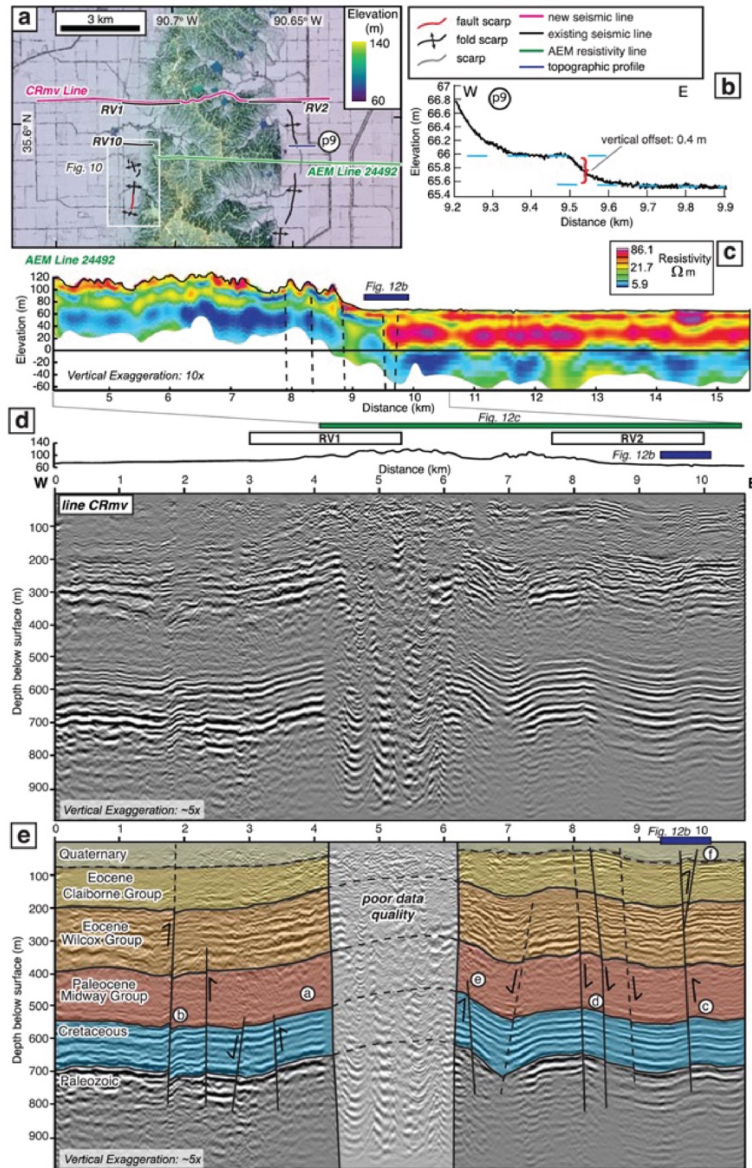 a
3 km
90.7° W
90.65° W
Elevation (m)
140
60
CRmv Line
RV1
RV2
35.6° N
RV10
p9
Fig. 10
AEM Line 24492
fault scarp
fold scarp
scarp
new seismic line
existing seismic line
AEM resistivity line
topographic profile
b
W
p9
E
Elevation (m)
66.8
66.6
66.4
66.2
66
65.8
65.6
65.4
vertical offset: 0.4 m
9.2 9.3 9.4 9.5 9.6 9.7 9.8 9.9
Distance (km)
AEM Line 24492
c
86.1
21.7
5.9
Resistivity
Ω m
Fig. 12b
Elevation (m)
120
100
80
60
40
20
0
-20
-40
-60
Vertical Exaggeration: 10x
5 6 7 8 9 10 11 12 13 14 15
Distance (km)
d
Fig. 12c
RV1
RV2
Fig. 12b
140
100
60
Distance (km)
W
E
0 1 2 3 4 5 6 7 8 9 10
line CRmv
Depth below surface (m)
100
200
300
400
500
600
700
800
900
Vertical Exaggeration: ~5x
e
Fig. 12b
0 1 2 3 4 5 6 7 8 9 10
Depth below surface (m)
100
200
300
400
500
600
700
800
900
Quaternary
Eocene
Claiborne Group
Eocene
Wilcox Group
Paleocene
Midway Group
Cretaceous
Paleozoic
poor data
quality
a
b
c
d
e
f
Vertical Exaggeration: ~5x